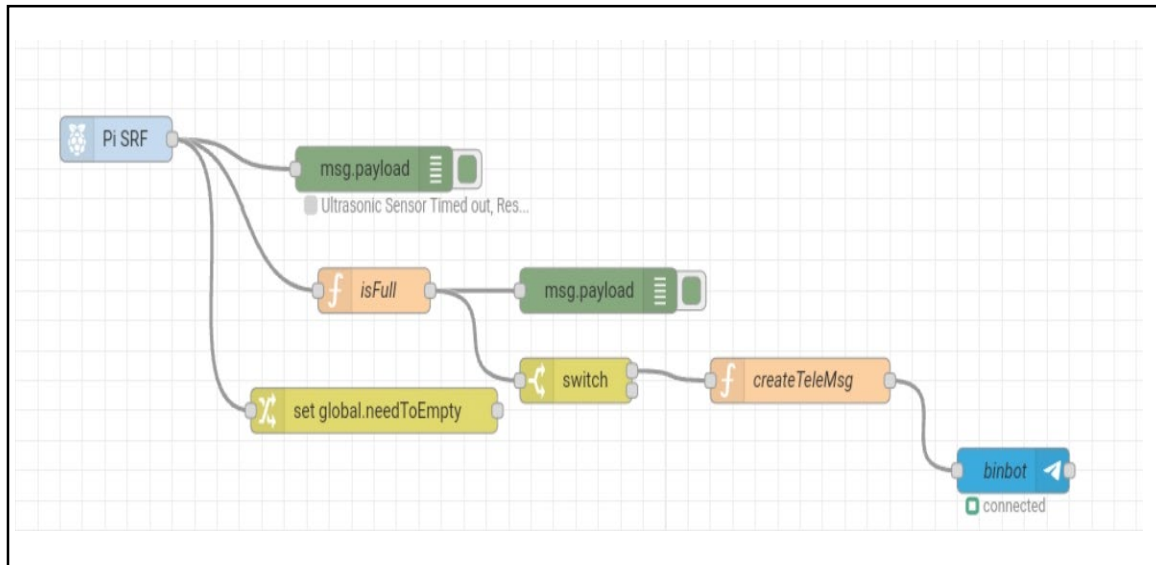 Pi SRF
msg.payload
Ultrasonic Sensor Timed out, Res...
isFull
msg.payload
switch
createTeleMsg
set global.needToEmpty
binbot
connected